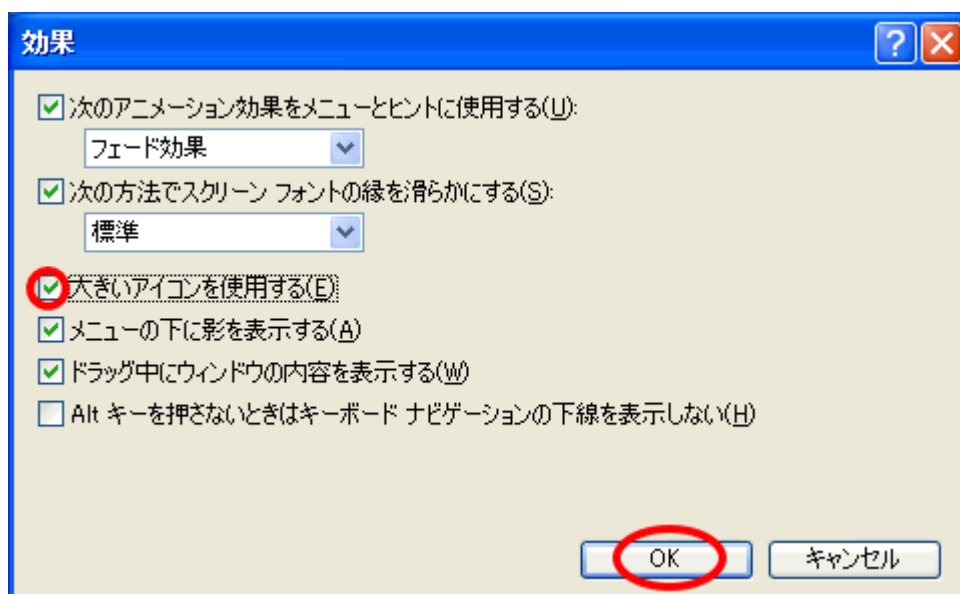 効果
次のアニメーション効果をメニューとヒントに使用する(U):
フェード効果
次の方法でスクリーン フォントの縁を滑らかにする(S):
標準
大きいアイコンを使用する(E)
メニューの下に影を表示する(A)
ドラッグ中にウィンドウの内容を表示する(W)
Alt キーを押さないときはキーボード ナビゲーションの下線を表示しない(H)
OK キャンセル